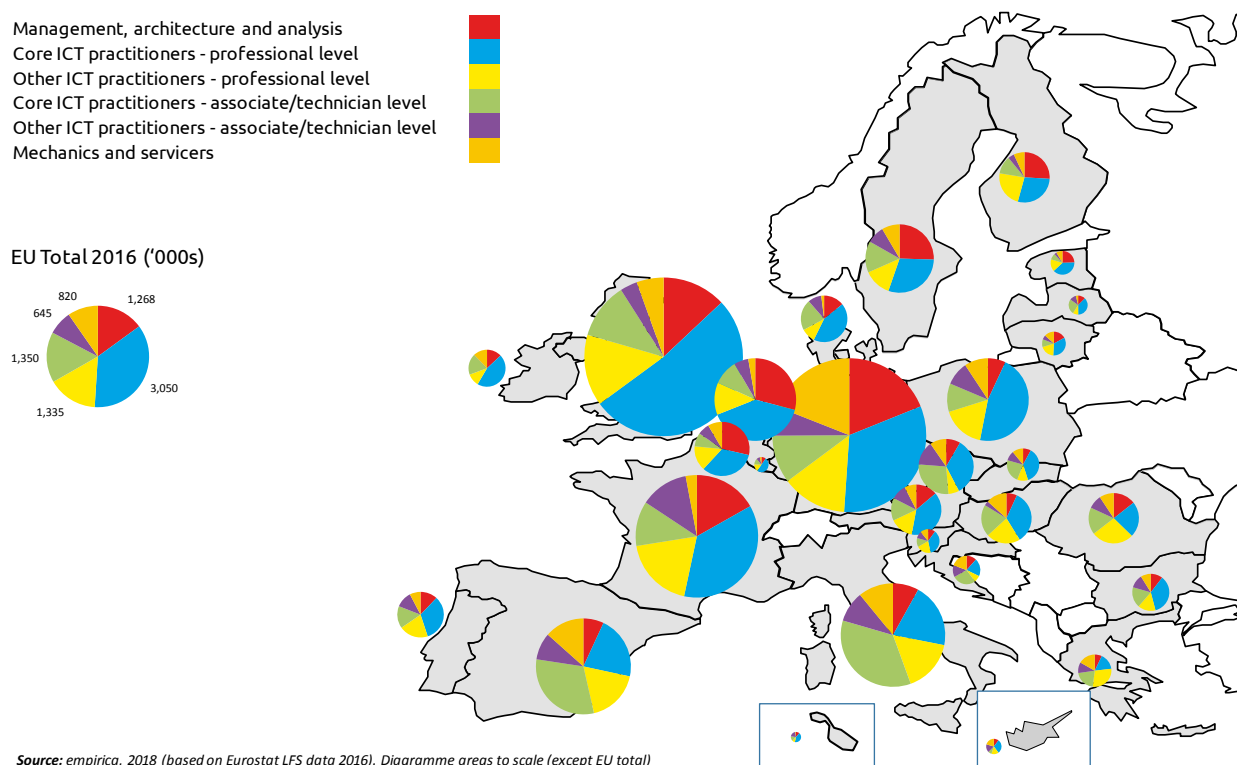 Management, architecture and analysis
Core ICT practitioners - professional level
Other ICT practitioners - professional level
Core ICT practitioners - associate/technician level
Other ICT practitioners - associate/technician level
Mechanics and servicers
EU Total 2016 (‘000s)
820
1,268
645
1,350
3,050
1,335
Source: empirica, 2018 (based on Eurostat LFS data 2016). Diagramme areas to scale (except EU total)